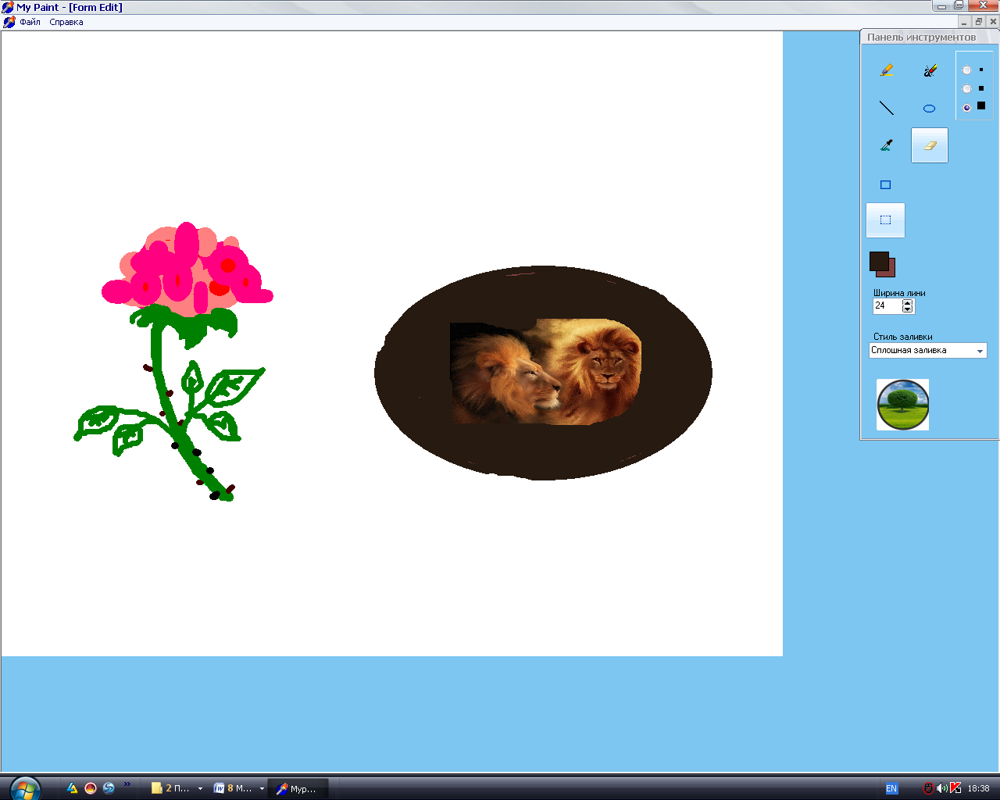 My Paint - [Form Edit]
Файл Справка
Панель инструментов
Ширина лини
24
Стиль заливки
Сплошная заливка
2 П...
8 М...
Мур...
EN
18:38